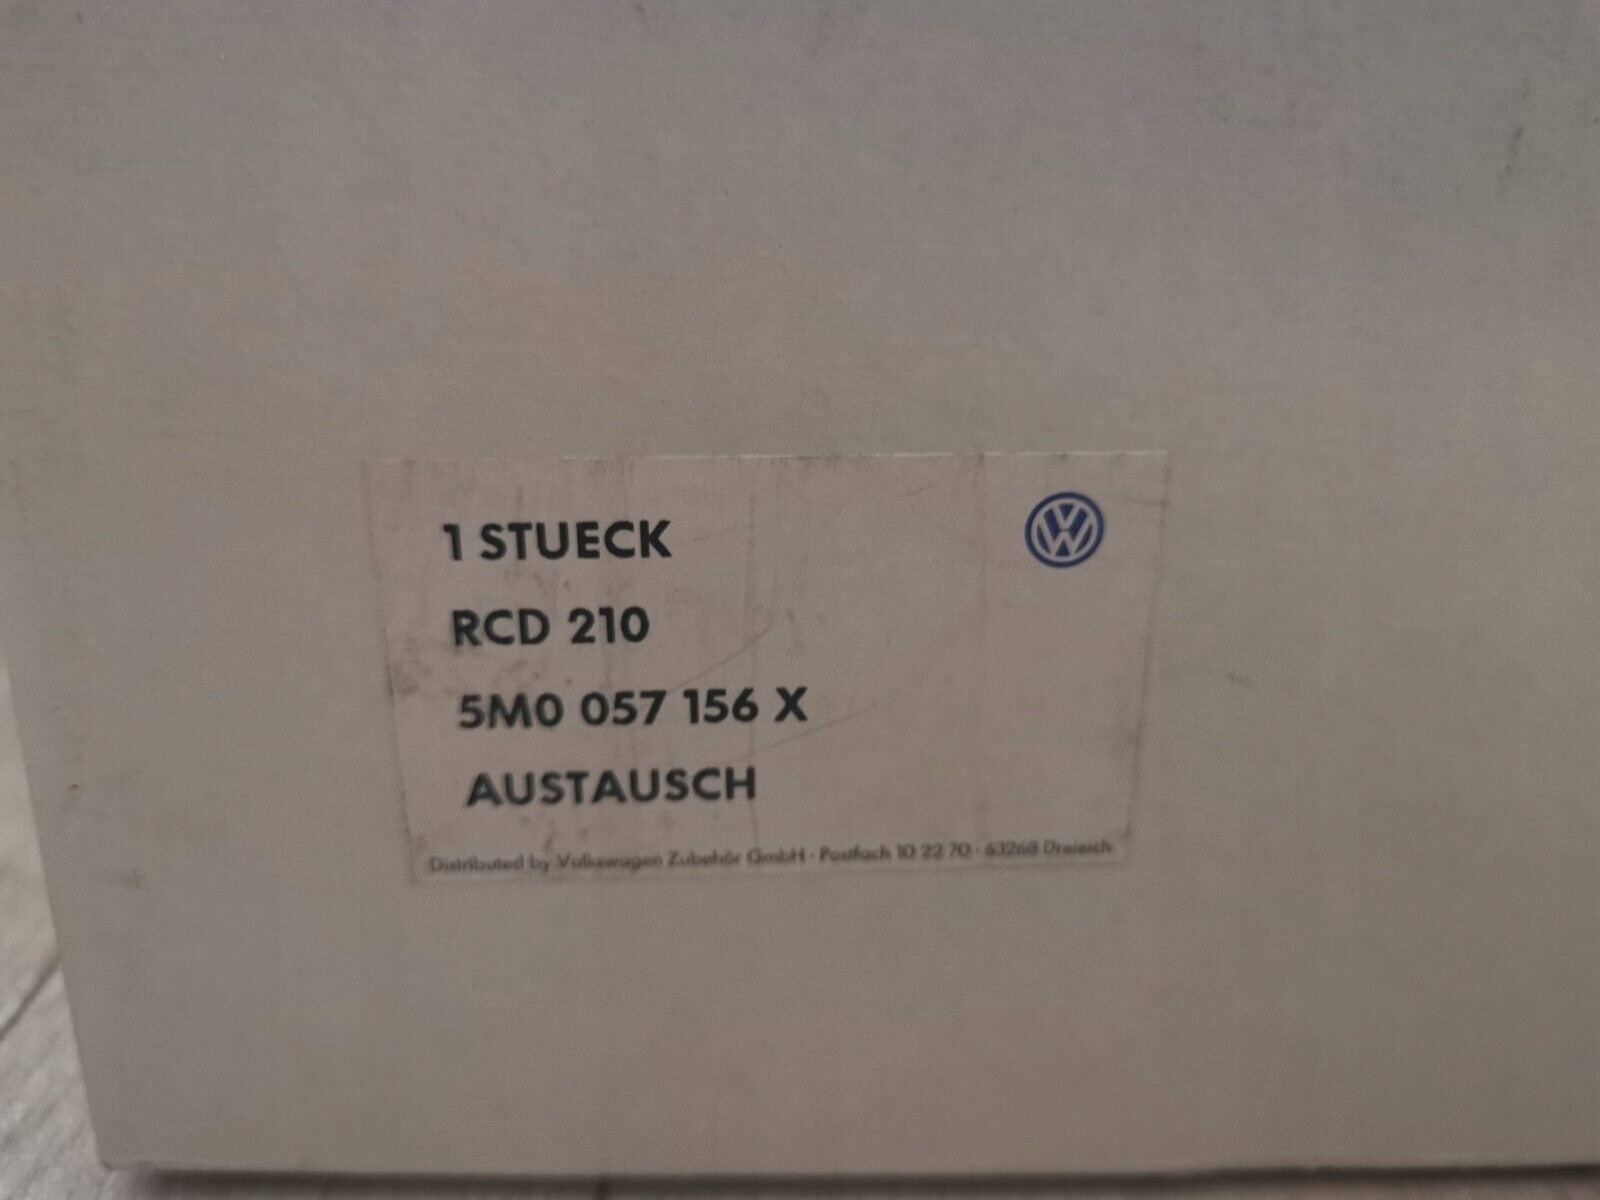 1 STUECK
RCD 210
5M0 057 156 X
AUSTAUSCH
Distributed by Volkswagen Zubehör GmbH · Postfach 10 22 70 · 63268 Dreieich